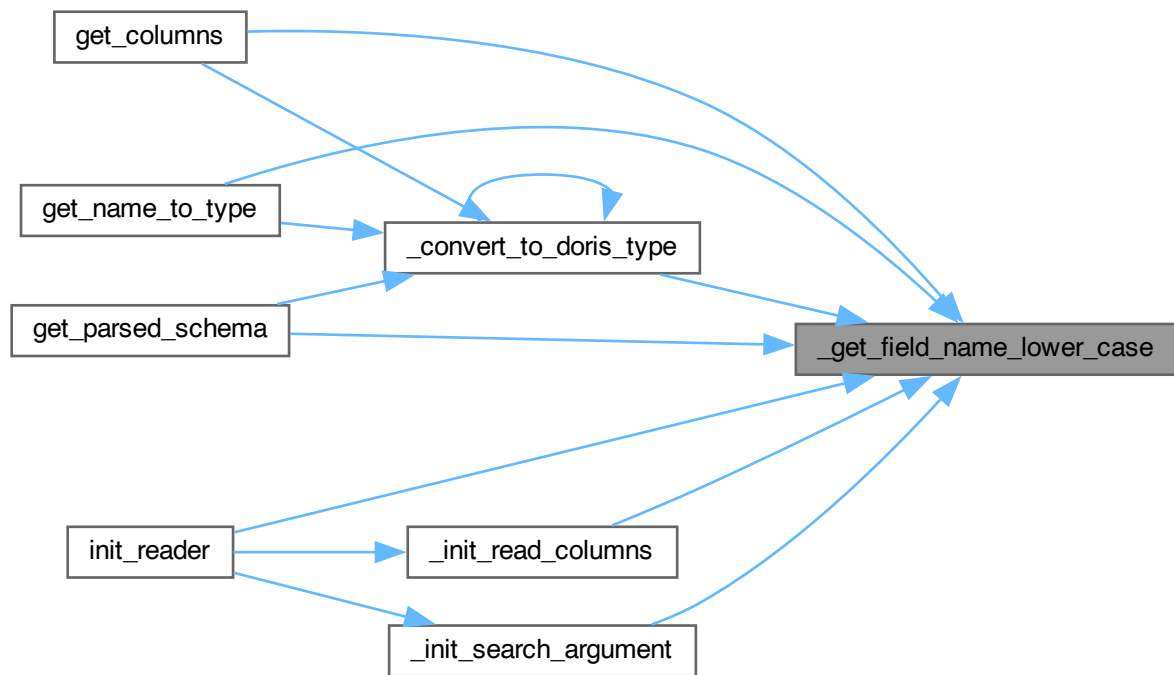 get_columns
get_name_to_type
_convert_to_doris_type
get_parsed_schema
_get_field_name_lower_case
init_reader
_init_read_columns
_init_search_argument